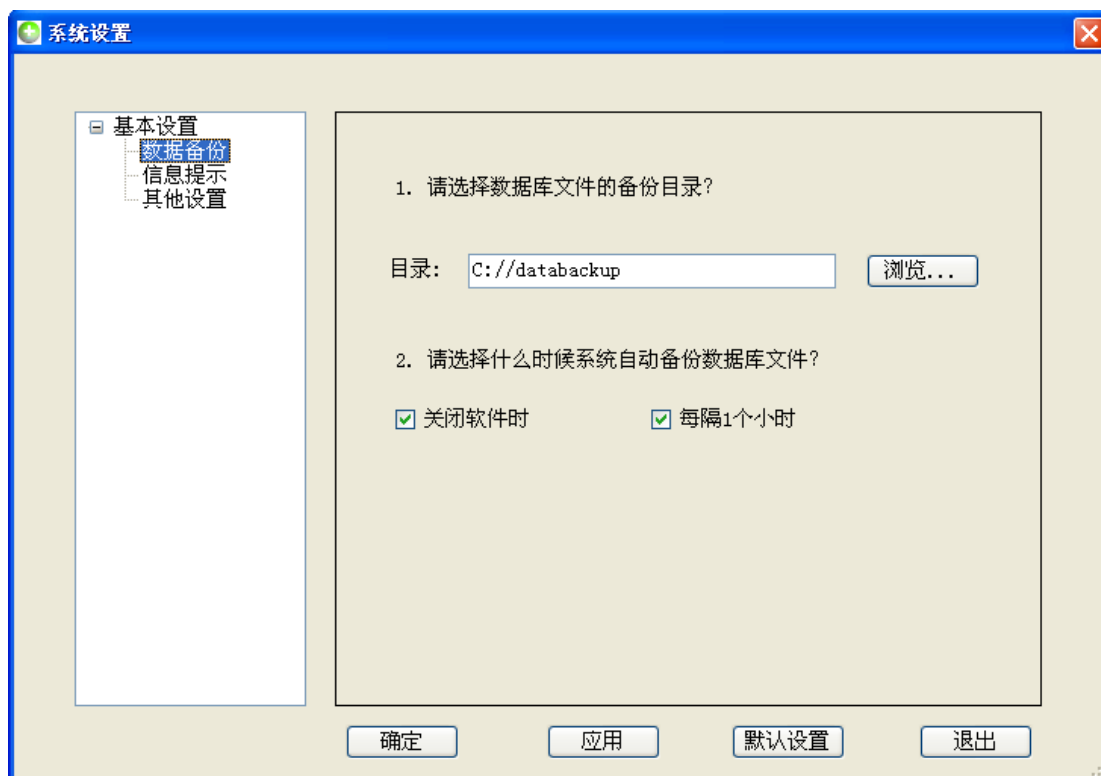 系统设置
基本设置
数据备份
信息提示
其他设置
1. 请选择数据库文件的备份目录?
目录: C://databackup 浏览...
2. 请选择什么时候系统自动备份数据库文件?
关闭软件时 每隔1个小时
确定 应用 默认设置 退出